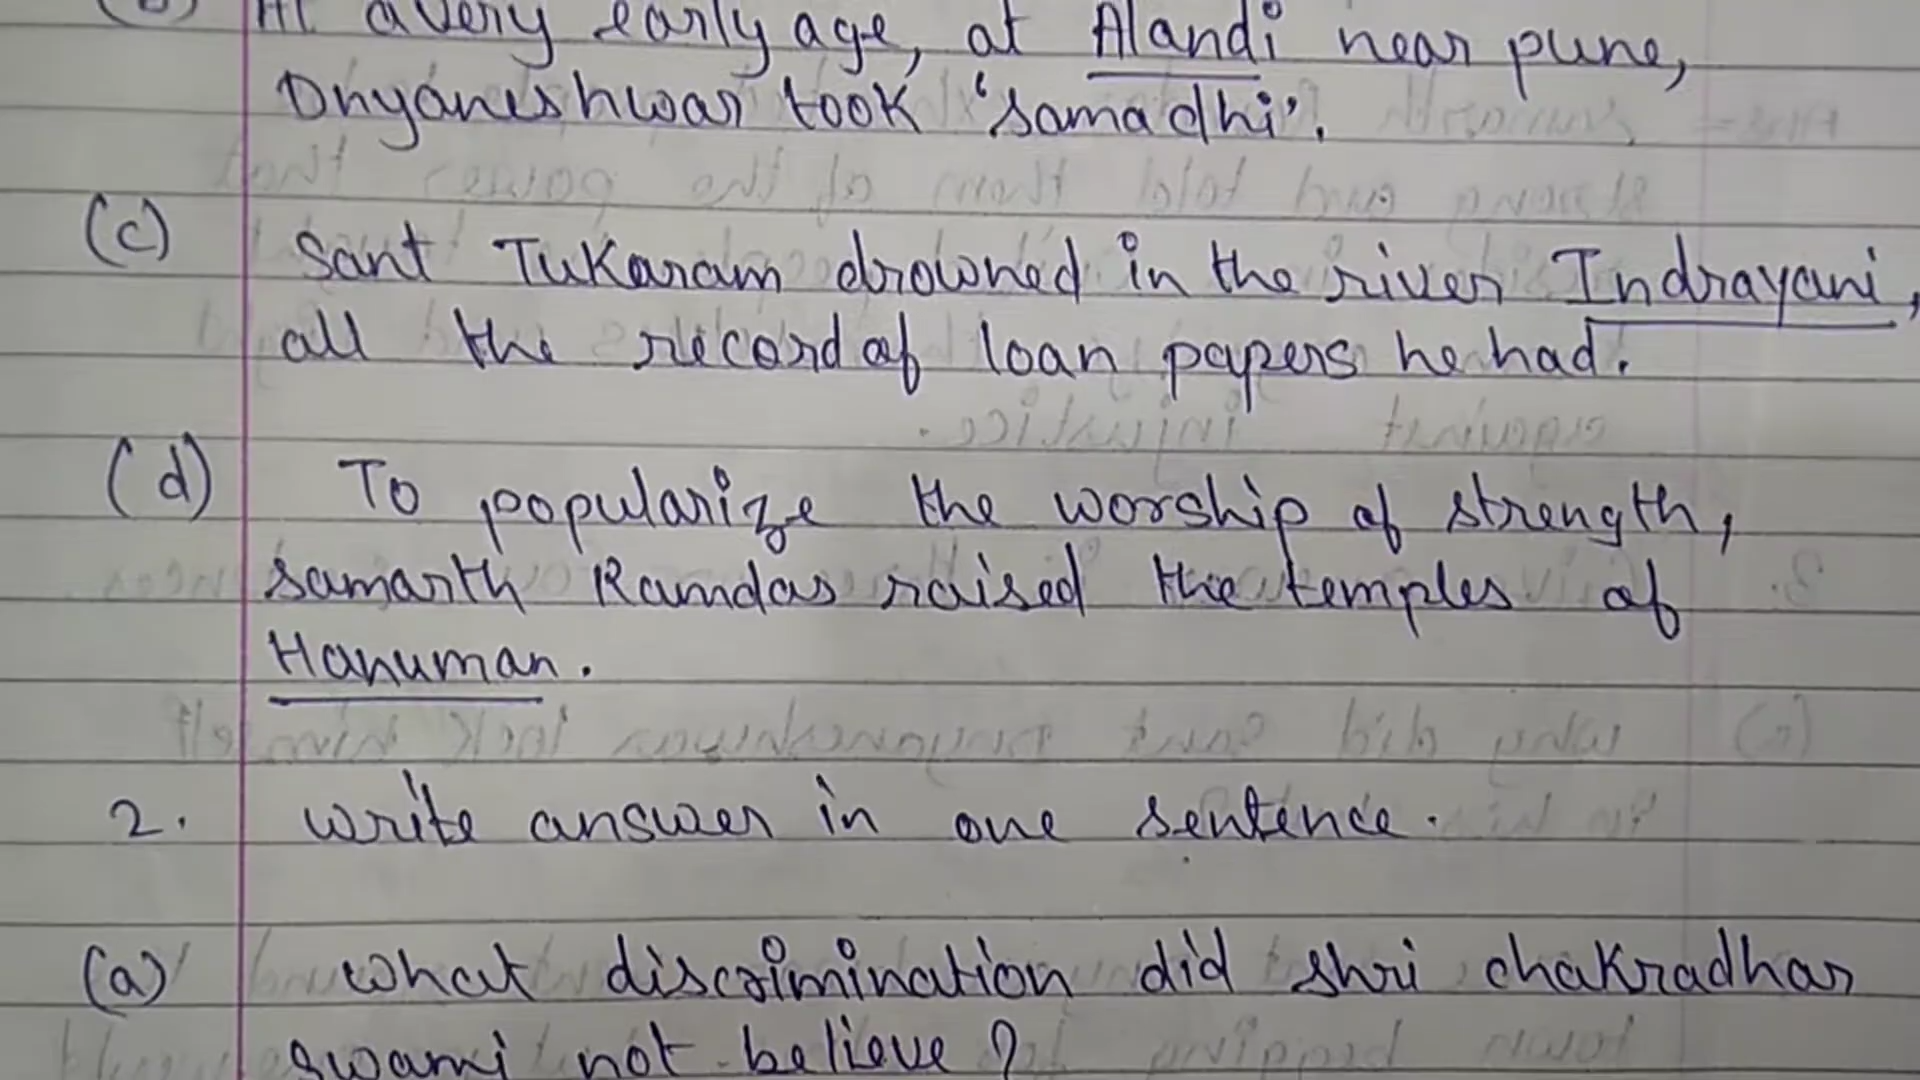 (b) At a very early age, at Alandi near pune,
Dnyaneshwar took 'samadhi'.
(c) Sant Tukaram drowned in the river Indrayani,
all the record of loan papers he had.
(d) To popularize the worship of strength,
samarth Ramdas raised the temples of
Hanuman.
2. write answer in one sentence.
(a) what discrimination did shri chakradhar
swami not believe?